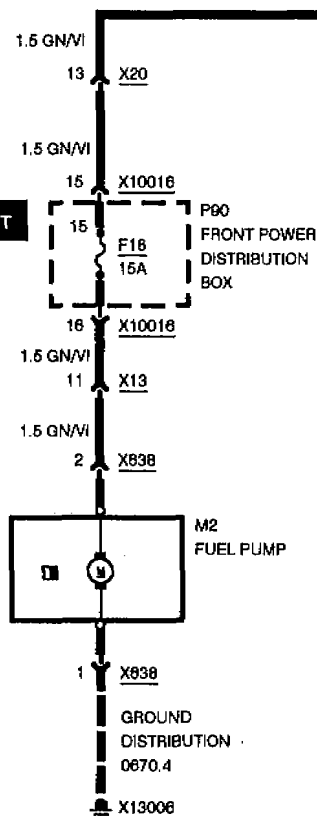 1.5 GN/VI
13 X20
1.5 GN/VI
15 X10016
T
15
P90
FRONT POWER
DISTRIBUTION
BOX
F18
15A
16 X10016
1.5 GN/VI
11 X13
1.5 GN/VI
2 X838
M2
FUEL PUMP
M
1 X838
GROUND
DISTRIBUTION
0670.4
X13006